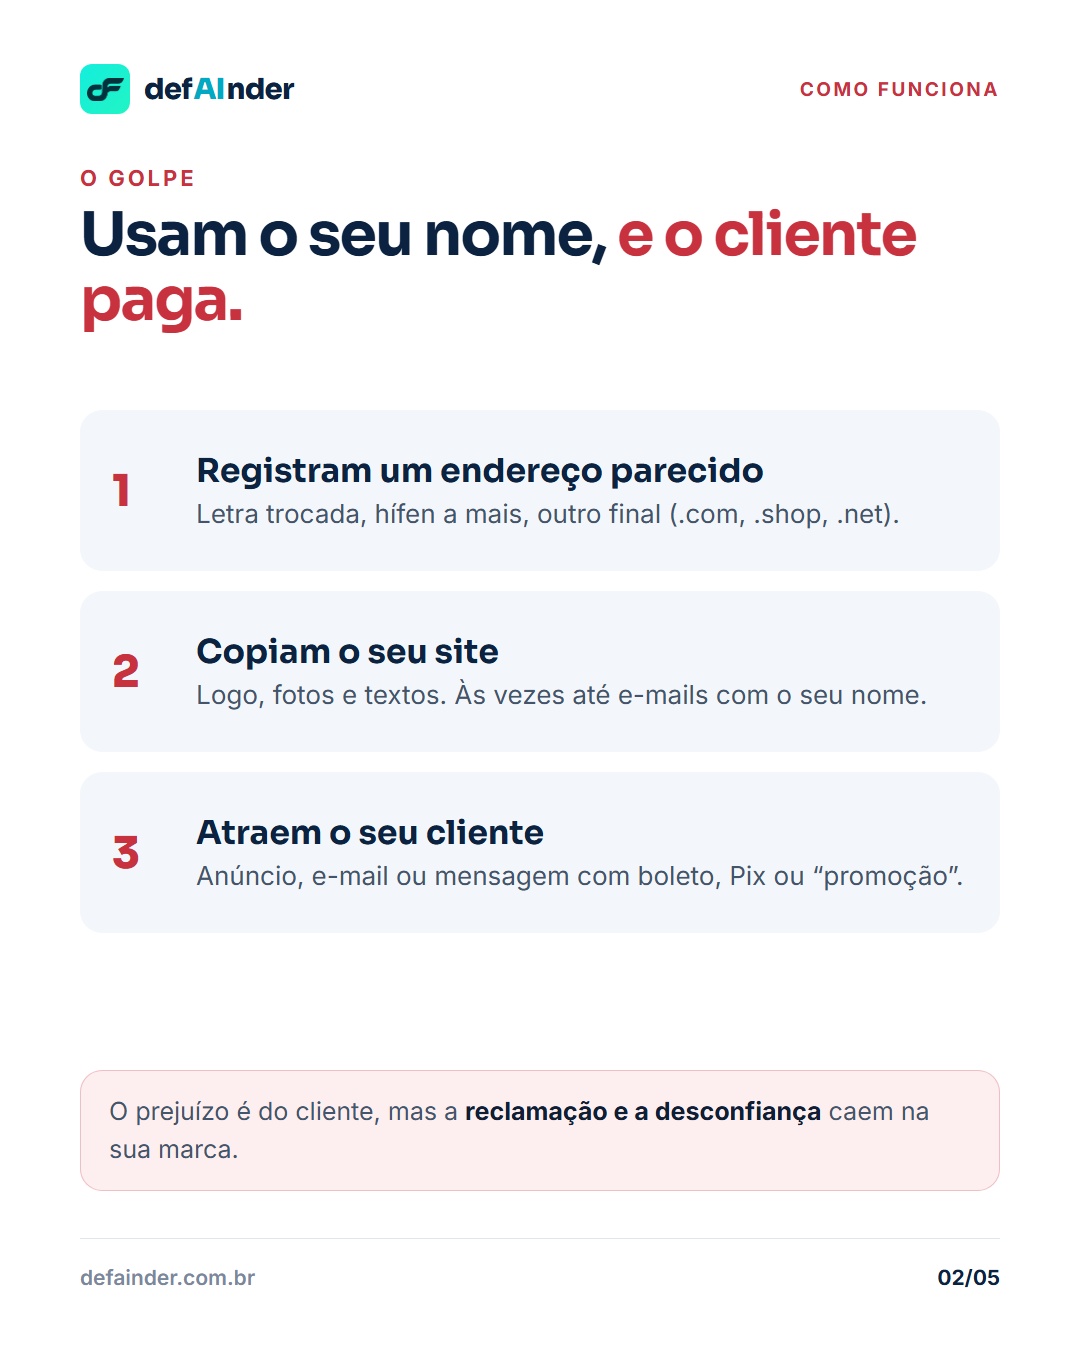 defAInder
COMO FUNCIONA
O GOLPE
Usam o seu nome, e o cliente
paga.
1
Registram um endereço parecido
Letra trocada, hífen a mais, outro final (.com, .shop, .net).
2
Copiam o seu site
Logo, fotos e textos. Às vezes até e-mails com o seu nome.
3
Atraem o seu cliente
Anúncio, e-mail ou mensagem com boleto, Pix ou “promoção”.
O prejuízo é do cliente, mas a reclamação e a desconfiança caem na
sua marca.
defainder.com.br
02/05